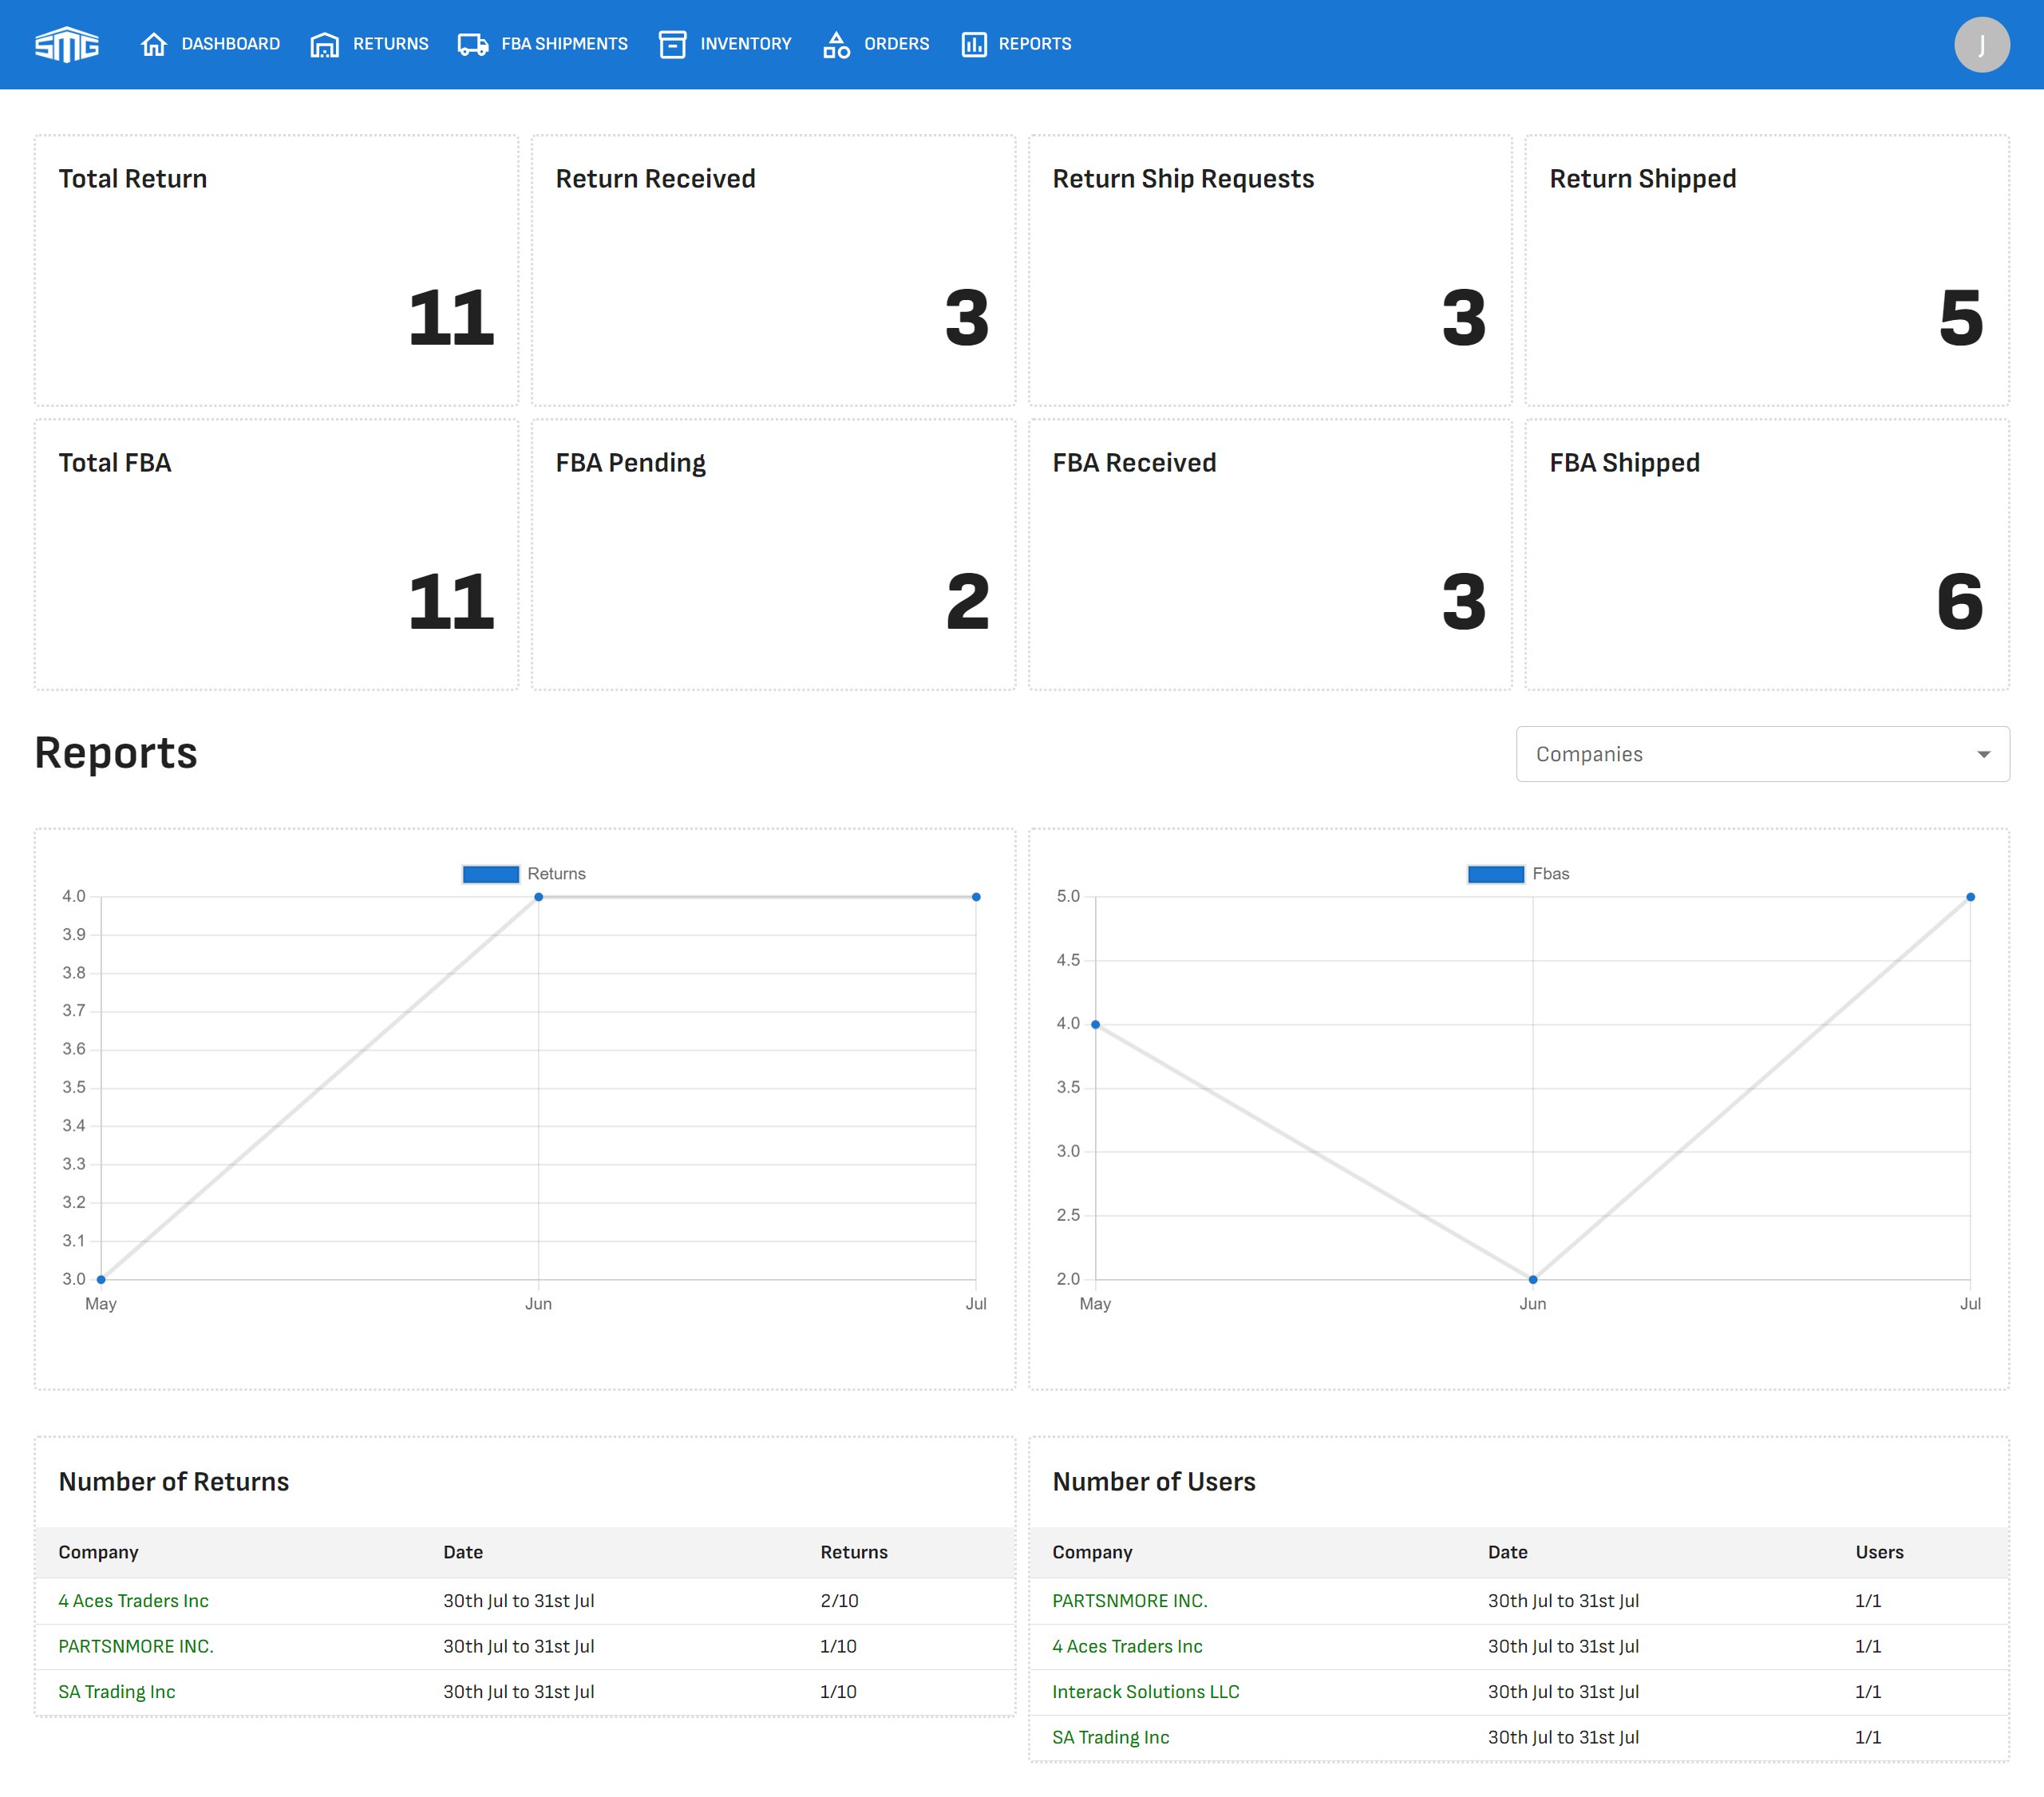 SMG DASHBOARD RETURNS FBA SHIPMENTS INVENTORY ORDERS REPORTS J
Total Return Return Received Return Ship Requests Return Shipped
11 3 3 5
Total FBA FBA Pending FBA Received FBA Shipped
11 2 3 6
Reports Companies
Returns
4.0
3.9
3.8
3.7
3.6
3.5
3.4
3.3
3.2
3.1
3.0
May Jun Jul
Fbas
5.0
4.5
4.0
3.5
3.0
2.5
2.0
May Jun Jul
Number of Returns
Company Date Returns
4 Aces Traders Inc 30th Jul to 31st Jul 2/10
PARTSNMORE INC. 30th Jul to 31st Jul 1/10
SA Trading Inc 30th Jul to 31st Jul 1/10
Number of Users
Company Date Users
PARTSNMORE INC. 30th Jul to 31st Jul 1/1
4 Aces Traders Inc 30th Jul to 31st Jul 1/1
Interack Solutions LLC 30th Jul to 31st Jul 1/1
SA Trading Inc 30th Jul to 31st Jul 1/1